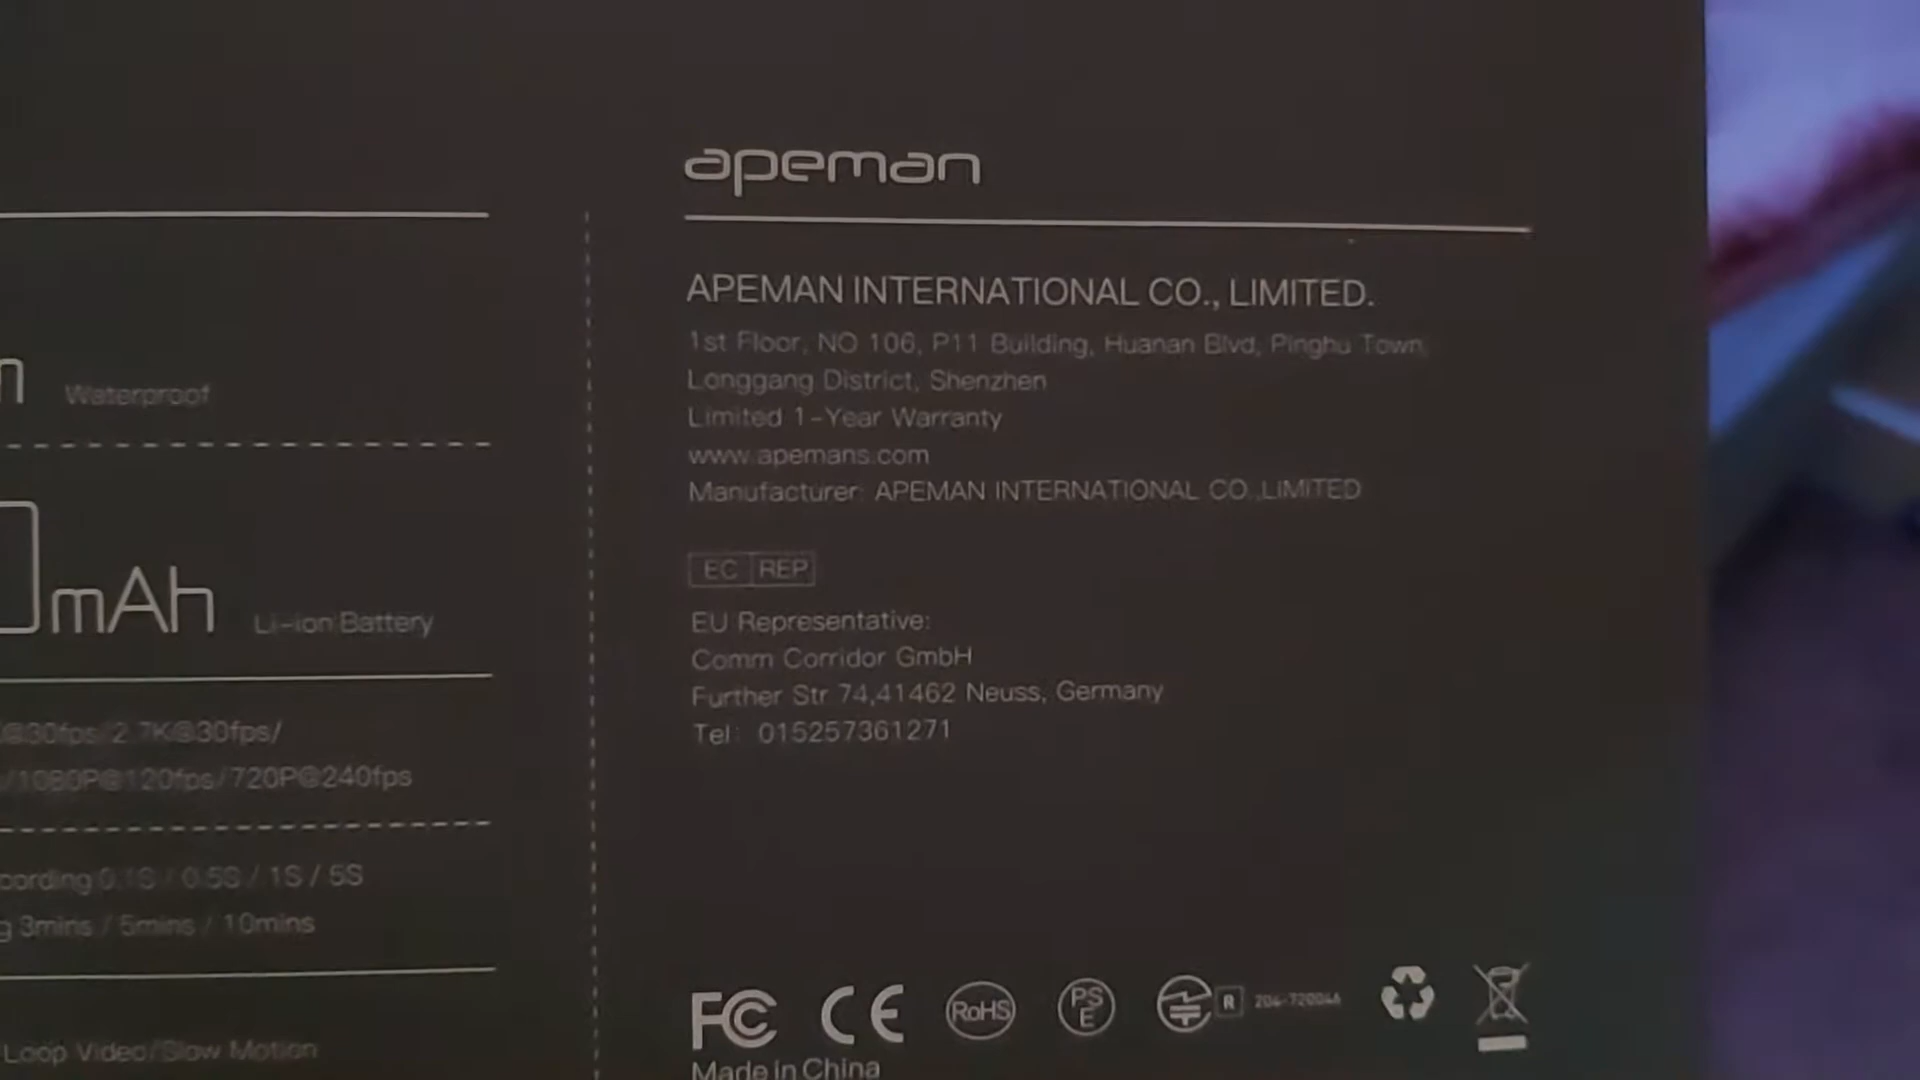 apeman
APEMAN INTERNATIONAL CO., LIMITED.
1st Floor, NO 106, P11 Building, Huanan Blvd, Pinghu Town,
Longgang District, Shenzhen
Limited 1-Year Warranty
www.apemans.com
Manufacturer: APEMAN INTERNATIONAL CO.,LIMITED
EC REP
EU Representative:
Comm Corridor GmbH
Further Str 74,41462 Neuss, Germany
Tel: 015257361271
FC CE RoHS PSE R
Made in China
Waterproof
mAh Li-ion Battery
@30fps/2.7K@30fps/
/1080P@120fps/720P@240fps
cording 0.1S / 0.5S / 1S / 5S
g 3mins / 5mins / 10mins
Loop Video/Slow Motion